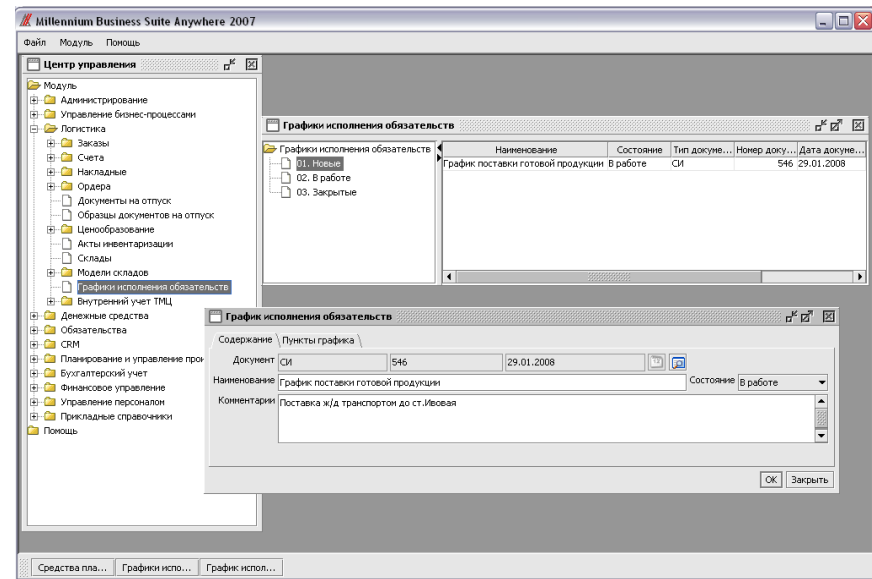 Millennium Business Suite Anywhere 2007
Файл Модуль Помощь
Центр управления
Модуль
Администрирование
Управление бизнес-процессами
Логистика
Заказы
Счета
Накладные
Ордера
Документы на отпуск
Образцы документов на отпуск
Ценообразование
Акты инвентаризации
Склады
Модели складов
Графики исполнения обязательств
Внутренний учет ТМЦ
Денежные средства
Обязательства
CRM
Планирование и управление прои
Бухгалтерский учет
Финансовое управление
Управление персоналом
Прикладные справочники
Помощь
Графики исполнения обязательств
Графики исполнения обязательств
01. Новые
02. В работе
03. Закрытые
Наименование Состояние Тип докуме... Номер доку... Дата докуме...
График поставки готовой продукции В работе СИ 546 29.01.2008
График исполнения обязательств
Содержание Пункты графика
Документ СИ 546 29.01.2008
Наименование График поставки готовой продукции Состояние В работе
Комментарии Поставка ж/д транспортом до ст.Ивовая
ОК Закрыть
Средства пла... Графики испо... График испол...